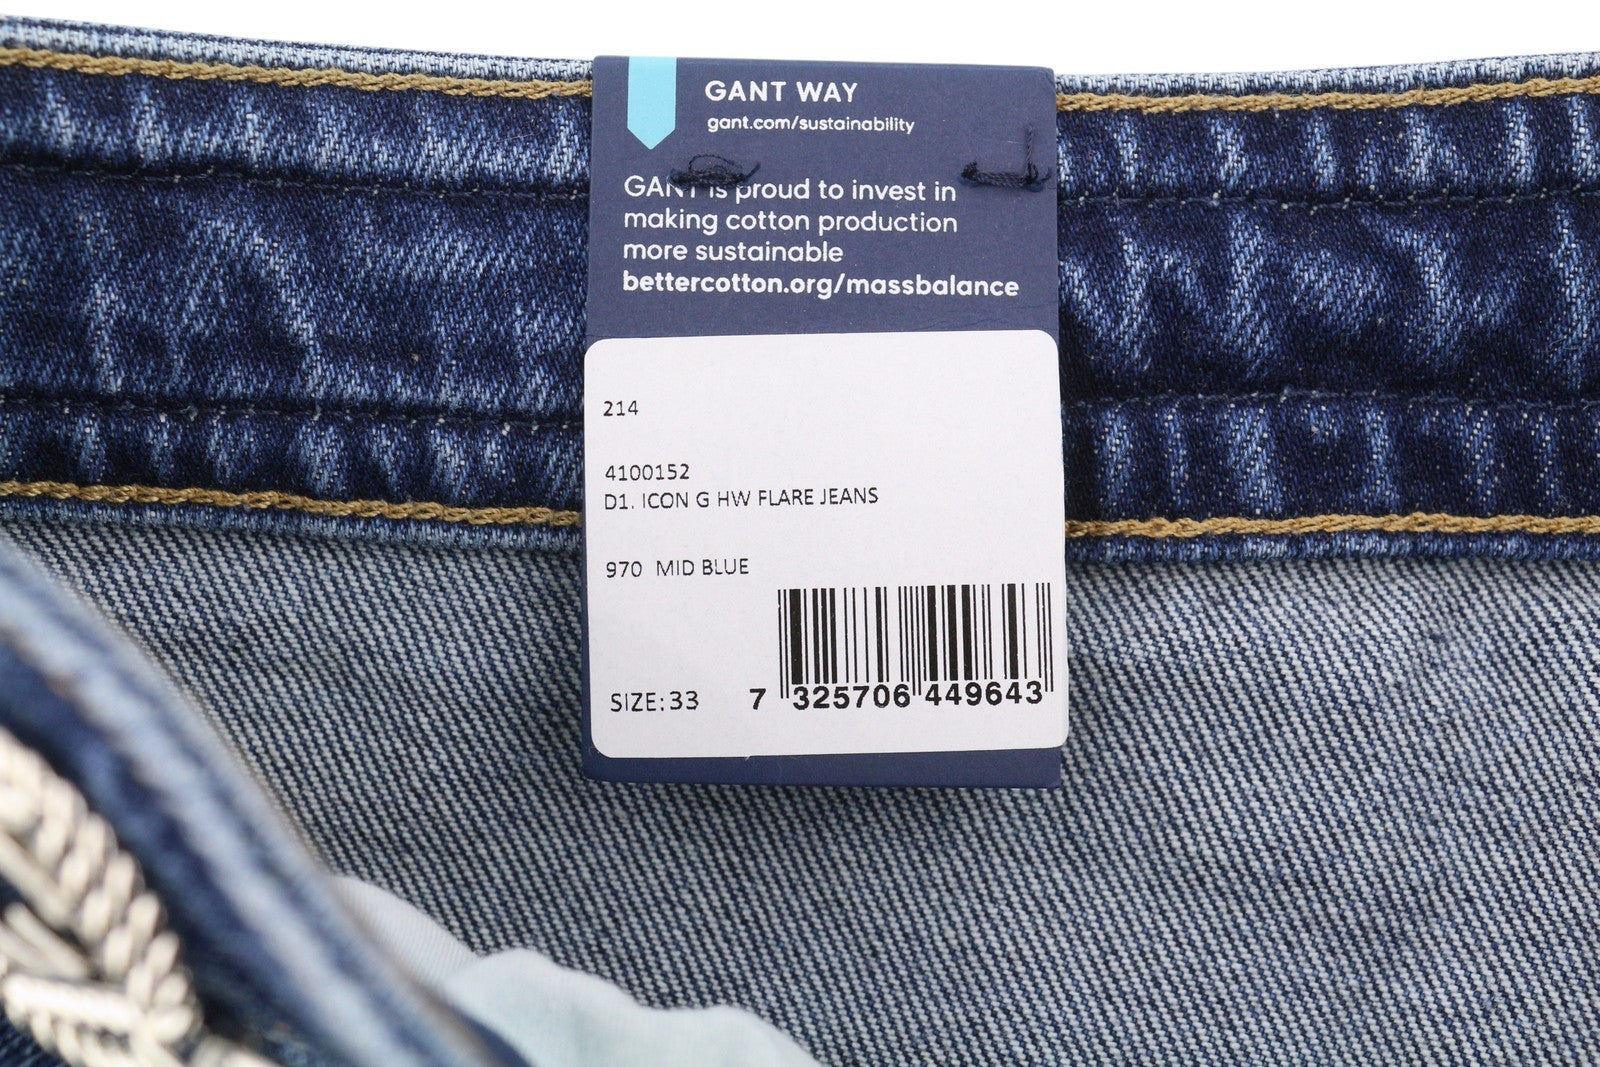 GANT WAY
gant.com/sustainability
GANT is proud to invest in
making cotton production
more sustainable
bettercotton.org/massbalance
214
4100152
D1. ICON G HW FLARE JEANS
970 MID BLUE
SIZE: 33
7 325706 449643